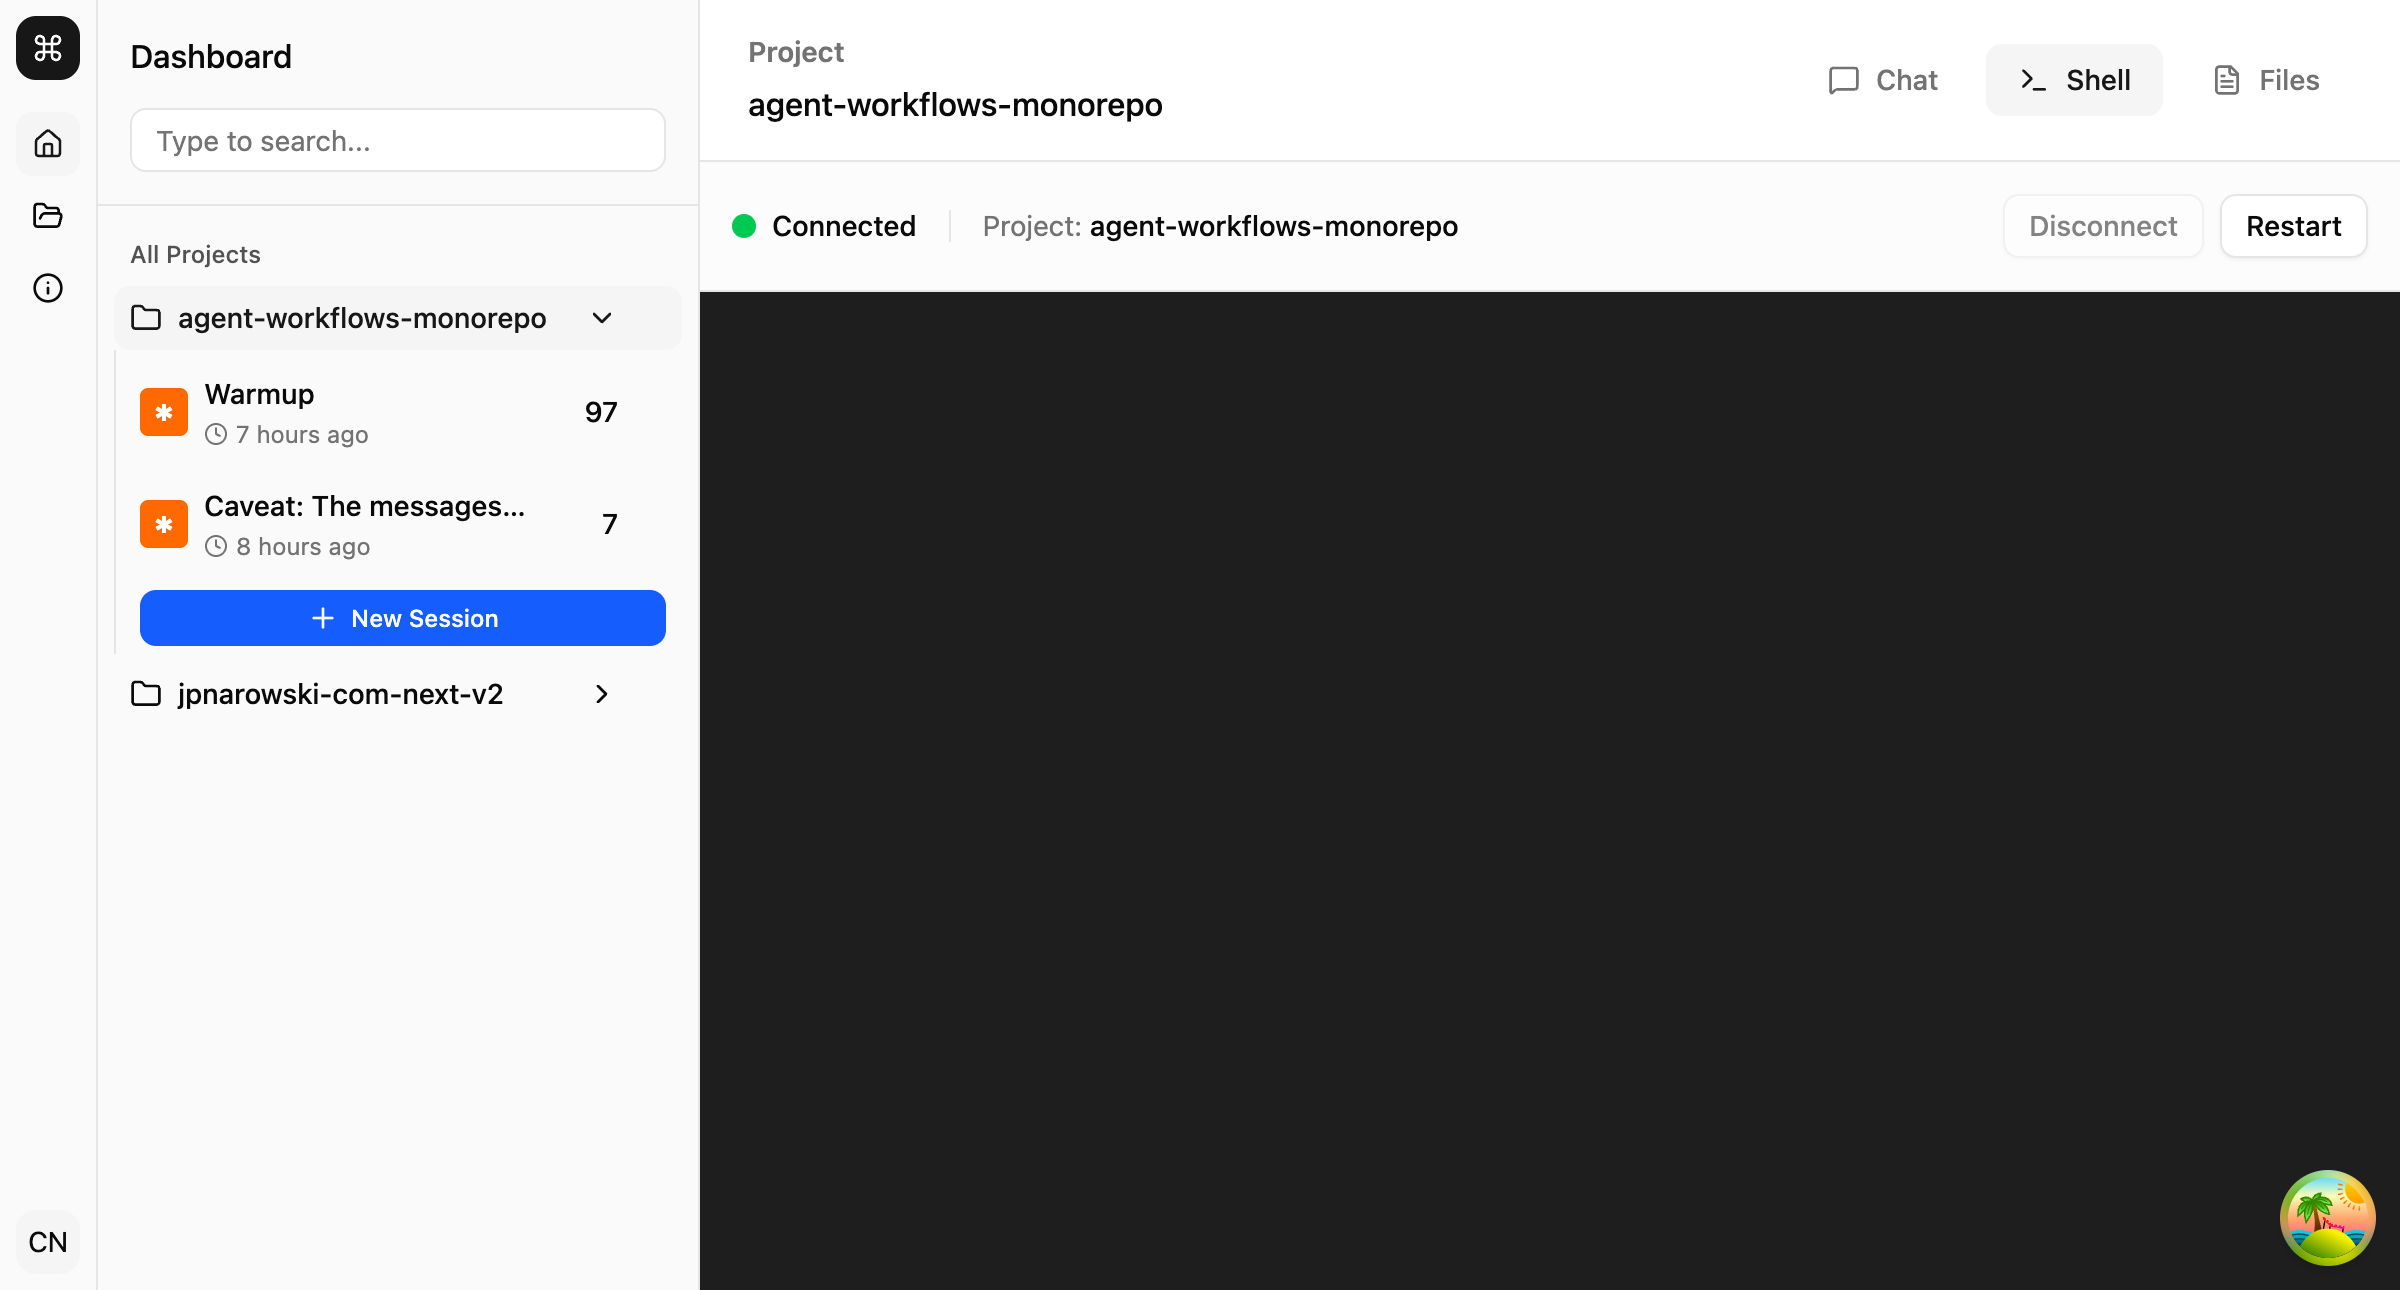 Dashboard
Type to search...
All Projects
agent-workflows-monorepo
Warmup
7 hours ago
97
Caveat: The messages...
8 hours ago
7
New Session
jpnarowski-com-next-v2
CN
Project
agent-workflows-monorepo
Chat
Shell
Files
Connected
Project: agent-workflows-monorepo
Disconnect
Restart